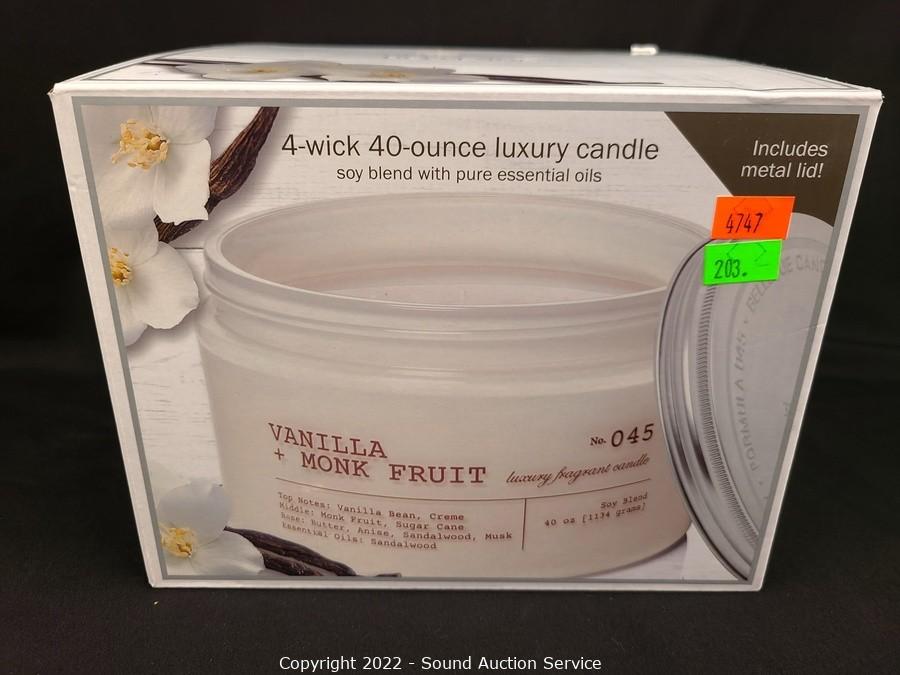 4-wick 40-ounce luxury candle
soy blend with pure essential oils
Includes
metal lid!
4747
203.
FORMULA 045 •
VANILLA
+ MONK FRUIT
No. 045
luxury fragrant candle
Top Notes: Vanilla Bean, Creme
Middle: Monk Fruit, Sugar Cane
Base: Butter, Anise, Sandalwood, Musk
Essential Oils: Sandalwood
Soy Blend
40 oz [1134 grams]
Copyright 2022 - Sound Auction Service